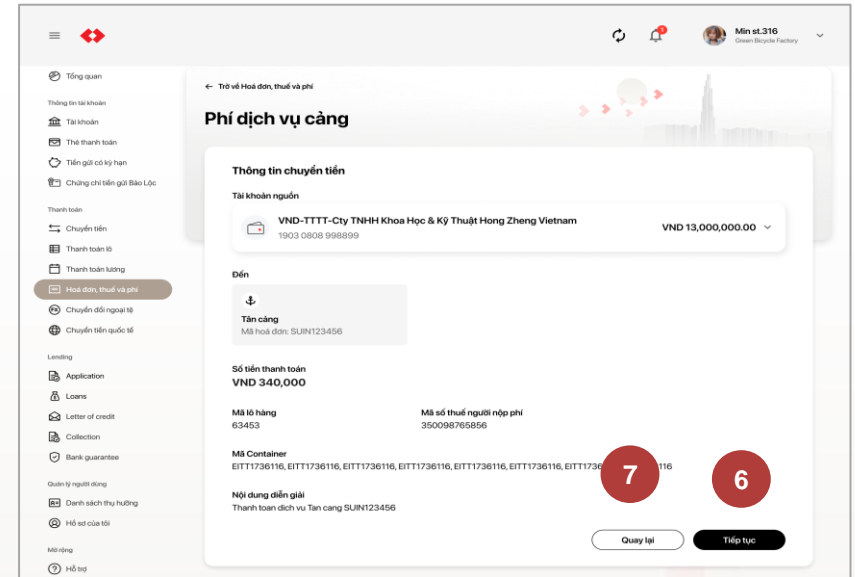 1
Min st.316
Green Bicycle Factory
Tổng quan
Thông tin tài khoản
Tài khoản
Thẻ thanh toán
Tiền gửi có kỳ hạn
Chứng chỉ tiền gửi Bảo Lộc
Thanh toán
Chuyển tiền
Thanh toán lô
Thanh toán lương
Hoá đơn, thuế và phí
FX
Chuyển đổi ngoại tệ
Chuyển tiền quốc tế
Lending
Application
Loans
Letter of credit
Collection
Bank guarantee
Quản lý người dùng
Danh sách thụ hưởng
Hồ sơ của tôi
Mở rộng
Hỗ trợ
← Trở về Hoá đơn, thuế và phí
Phí dịch vụ cảng
Thông tin chuyển tiền
Tài khoản nguồn
VND-TTTT-Cty TNHH Khoa Học & Kỹ Thuật Hong Zheng Vietnam
1903 0808 998899
VND 13,000,000.00
Đến
Tân cảng
Mã hoá đơn: SUIN123456
Số tiền thanh toán
VND 340,000
Mã lô hàng
63453
Mã số thuế người nộp phí
350098765856
Mã Container
EITT1736116, EITT1736116, EITT1736116, EITT1736116, EITT1736116, EITT1736116, EITT1736 116
Nội dung diễn giải
Thanh toan dich vu Tan cang SUIN123456
7
6
Quay lại
Tiếp tục